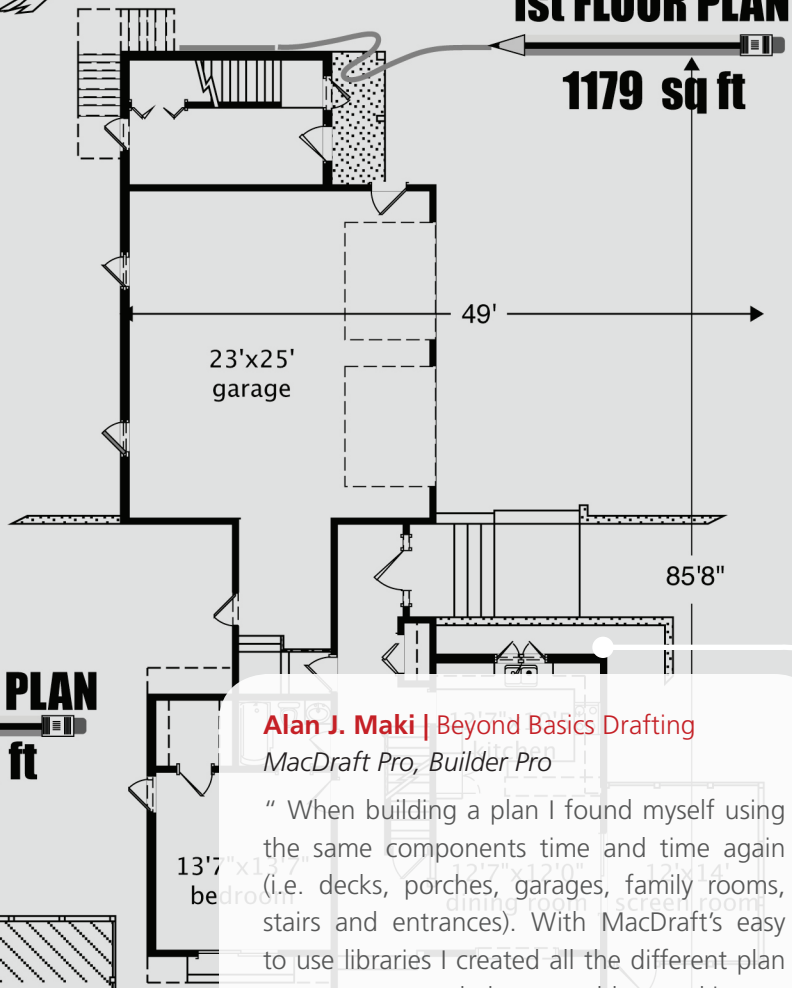 1st FLOOR PLAN
1179 sq ft
49'
23'x25'
garage
85'8"
PLAN
ft
kitchen
13'7"x13'7"
bedroom
12'7"x12'0"
dining room
12'x14'
screen room
Alan J. Maki | Beyond Basics Drafting
MacDraft Pro, Builder Pro
“ When building a plan I found myself using
the same components time and time again
(i.e. decks, porches, garages, family rooms,
stairs and entrances). With MacDraft’s easy
to use libraries I created all the different plan